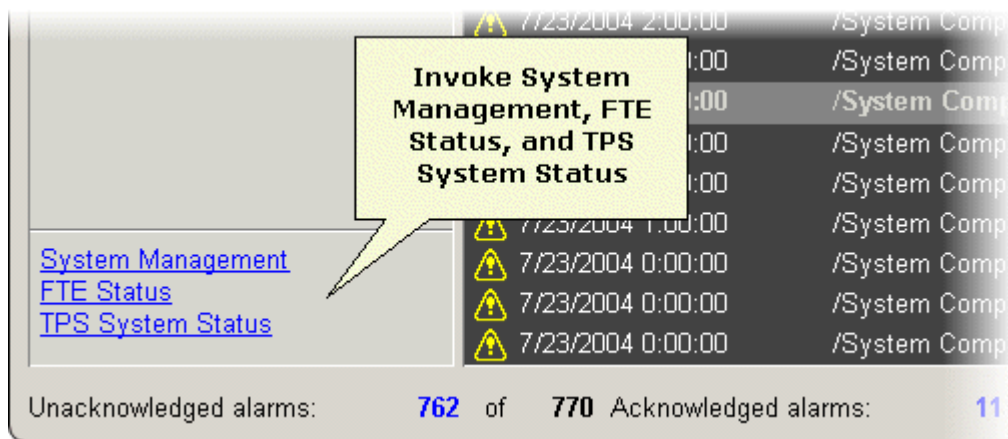 7/23/2004 2:00:00 /System Comp
:00 /System Comp
:00 /System Comp
:00 /System Comp
:00 /System Comp
7/23/2004 1:00:00 /System Comp
7/23/2004 0:00:00 /System Comp
7/23/2004 0:00:00 /System Comp
7/23/2004 0:00:00 /System Comp
Invoke System
Management, FTE
Status, and TPS
System Status
System Management
FTE Status
TPS System Status
Unacknowledged alarms: 762 of 770 Acknowledged alarms: 11